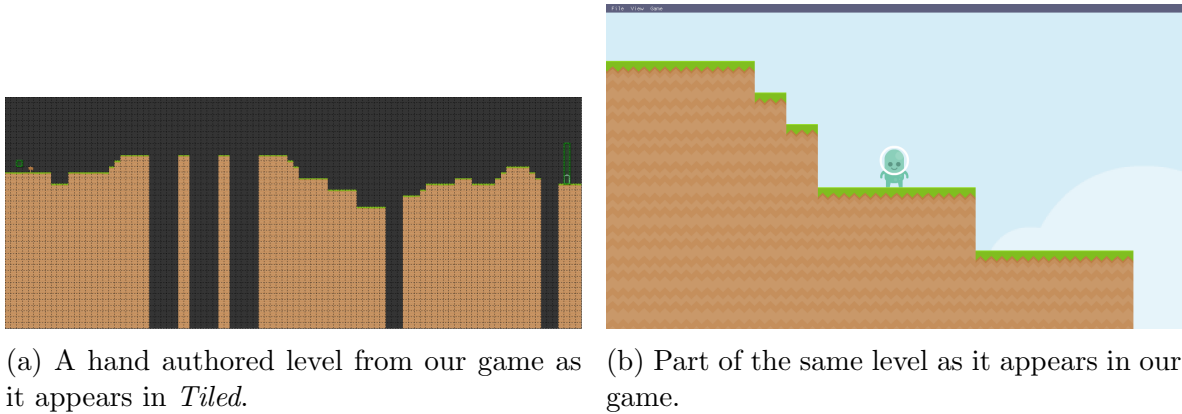 File View Game
(a) A hand authored level from our game as
it appears in Tiled.
(b) Part of the same level as it appears in our
game.